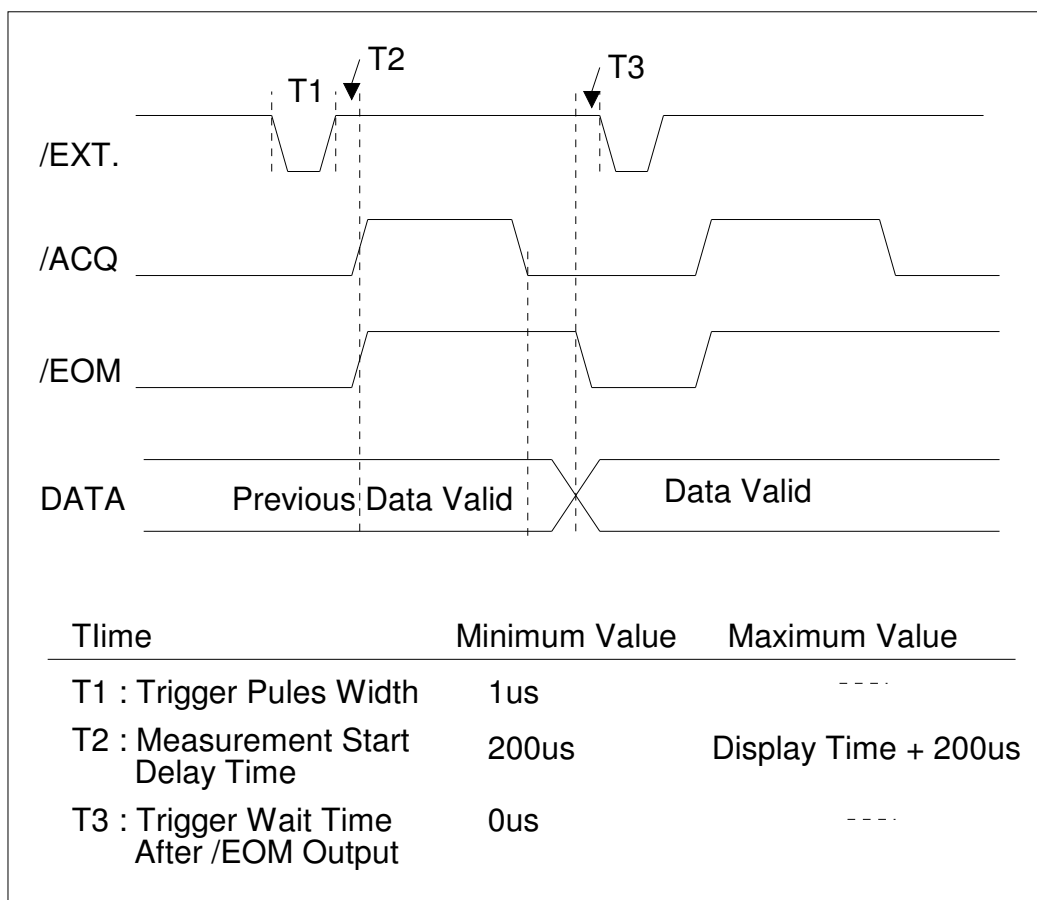 T2
T3
T1
/EXT.
/ACQ
/EOM
DATA Previous Data Valid Data Valid
TIime Minimum Value Maximum Value
T1 : Trigger Pules Width 1us ----
T2 : Measurement Start
Delay Time 200us Display Time + 200us
T3 : Trigger Wait Time 0us ----
After /EOM Output